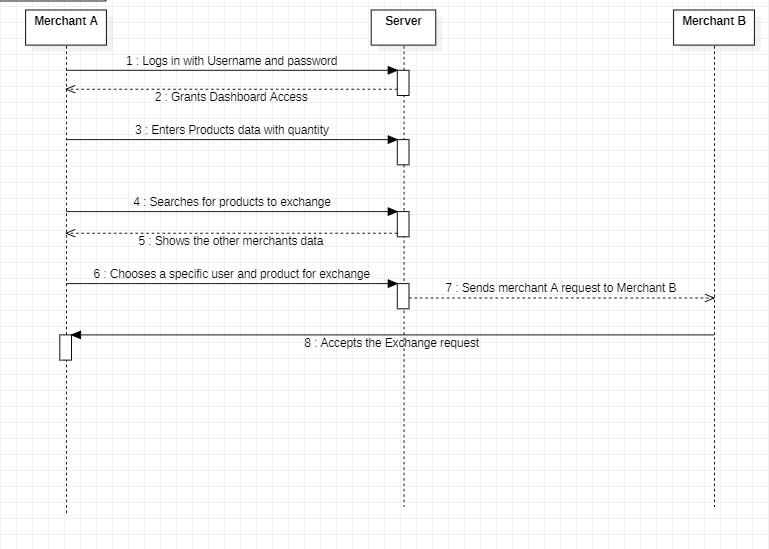 Merchant A
Server
Merchant B
1 : Logs in with Username and password
2 : Grants Dashboard Access
3 : Enters Products data with quantity
4 : Searches for products to exchange
5 : Shows the other merchants data
6 : Chooses a specific user and product for exchange
7 : Sends merchant A request to Merchant B
8 : Accepts the Exchange request